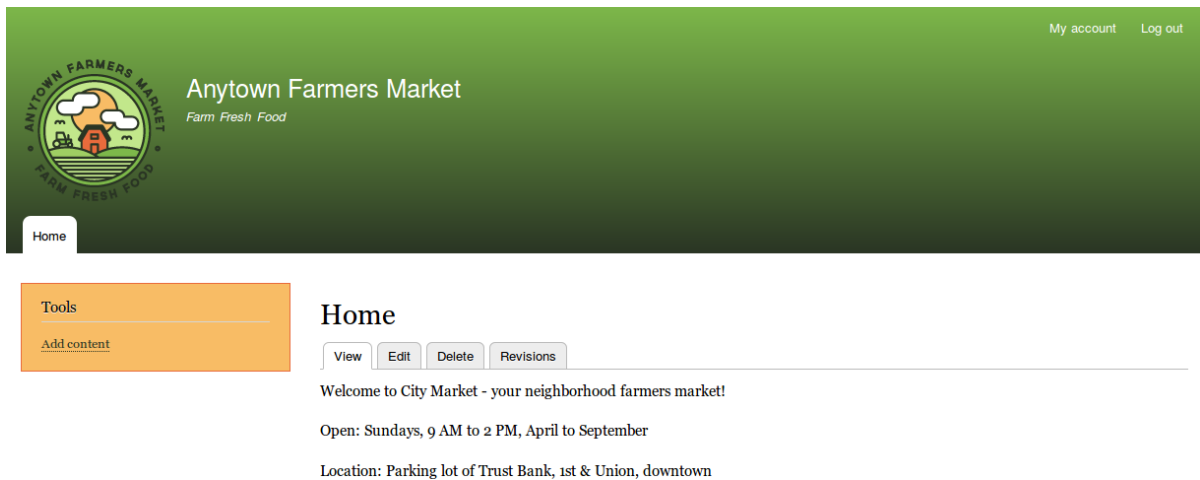 My account Log out
ANYTOWN FARMERS MARKET
FARM FRESH FOOD
Anytown Farmers Market
Farm Fresh Food
Home
Tools
Add content
Home
View Edit Delete Revisions
Welcome to City Market - your neighborhood farmers market!
Open: Sundays, 9 AM to 2 PM, April to September
Location: Parking lot of Trust Bank, 1st & Union, downtown